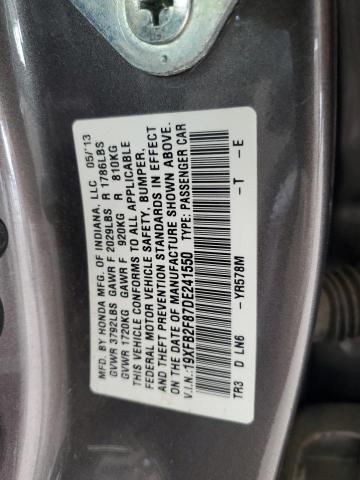 MFD. BY HONDA MFG. OF INDIANA, LLC 05/'13
GVWR 3792LBS GAWR F 2029LBS R 1786LBS
GVWR 1720KG GAWR F 920KG R 810KG
THIS VEHICLE CONFORMS TO ALL APPLICABLE
FEDERAL MOTOR VEHICLE SAFETY, BUMPER,
AND THEFT PREVENTION STANDARDS IN EFFECT
ON THE DATE OF MANUFACTURE SHOWN ABOVE.
V.I.N.:19XFB2F87DE241550 TYPE: PASSENGER CAR
TR3 D LM6 -YR578M -T -E